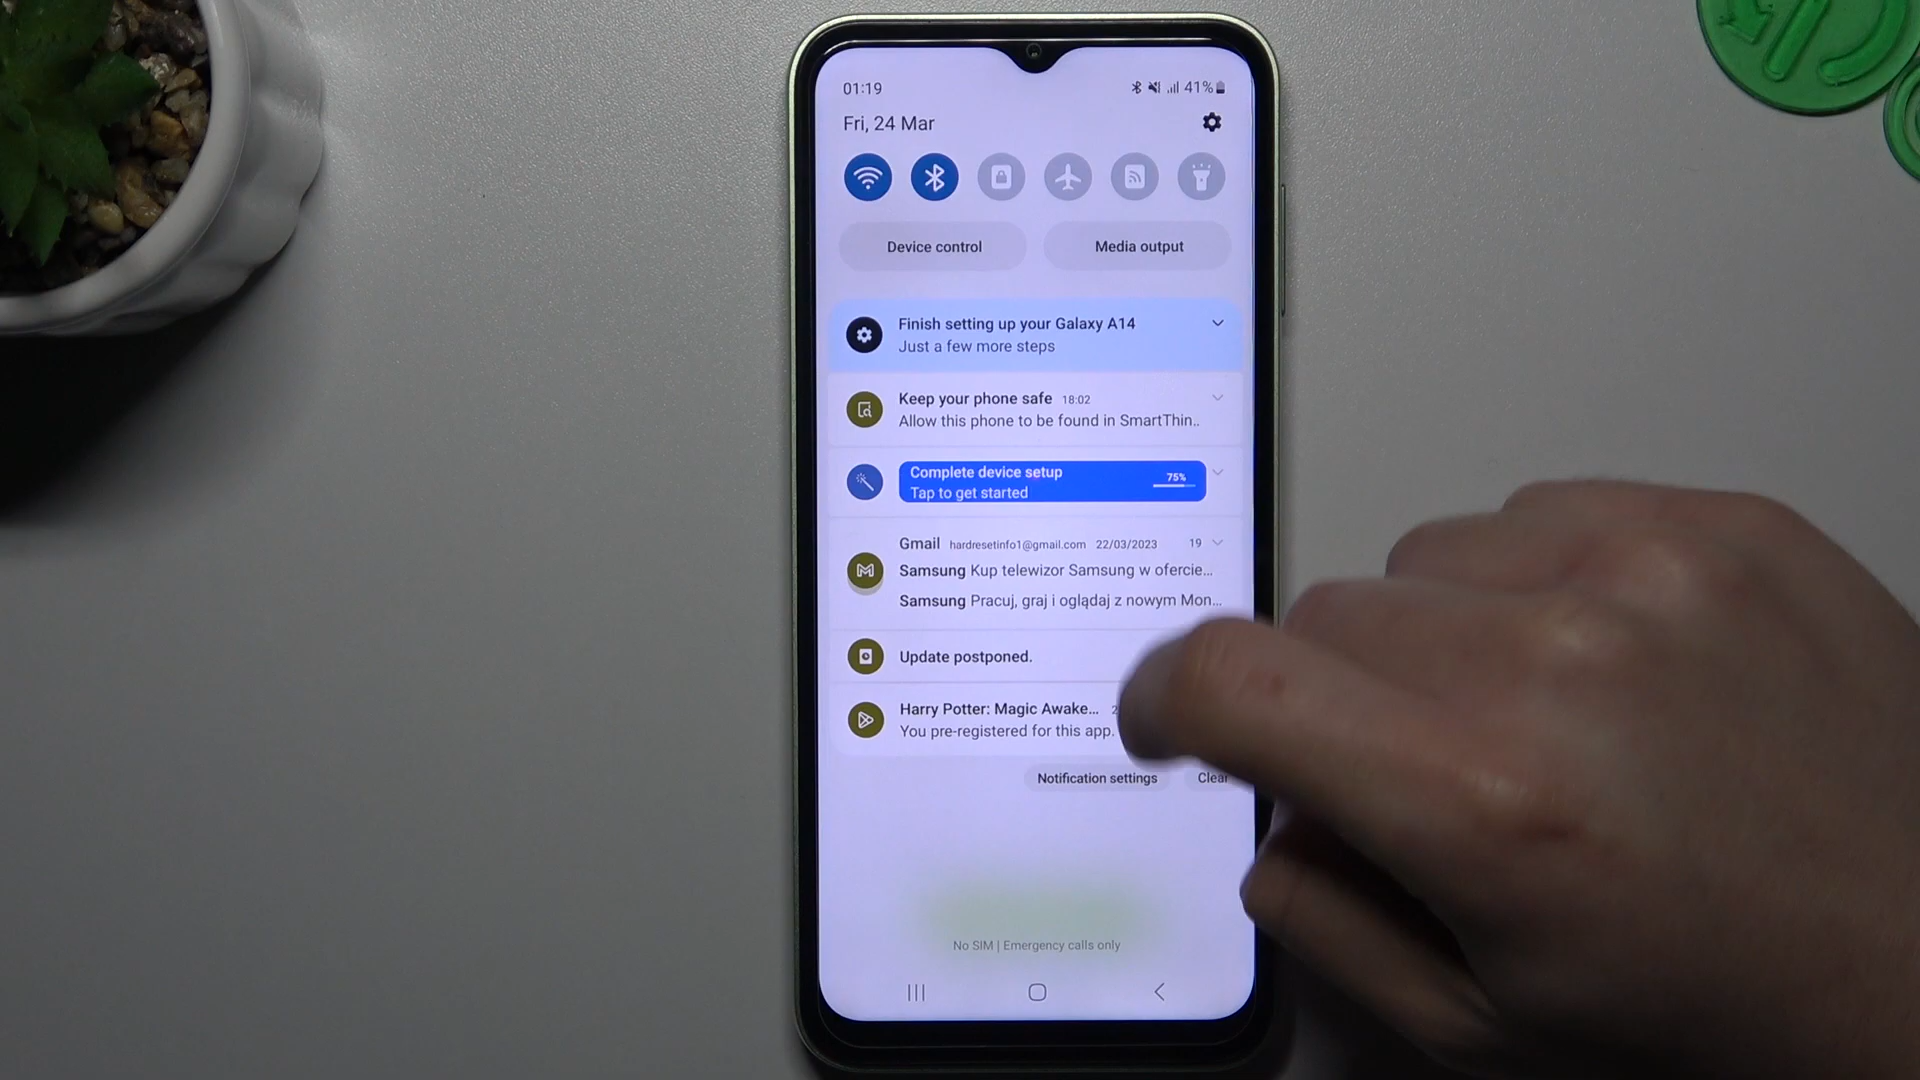 01:19 41%
Fri, 24 Mar
Device control Media output
Finish setting up your Galaxy A14
Just a few more steps
Keep your phone safe 18:02
Allow this phone to be found in SmartThin..
Complete device setup 75%
Tap to get started
Gmail hardresetinfo1@gmail.com 22/03/2023 19
Samsung Kup telewizor Samsung w ofercie...
Samsung Pracuj, graj i oglądaj z nowym Mon...
Update postponed.
Harry Potter: Magic Awake...
You pre-registered for this app.
Notification settings Clear
No SIM | Emergency calls only